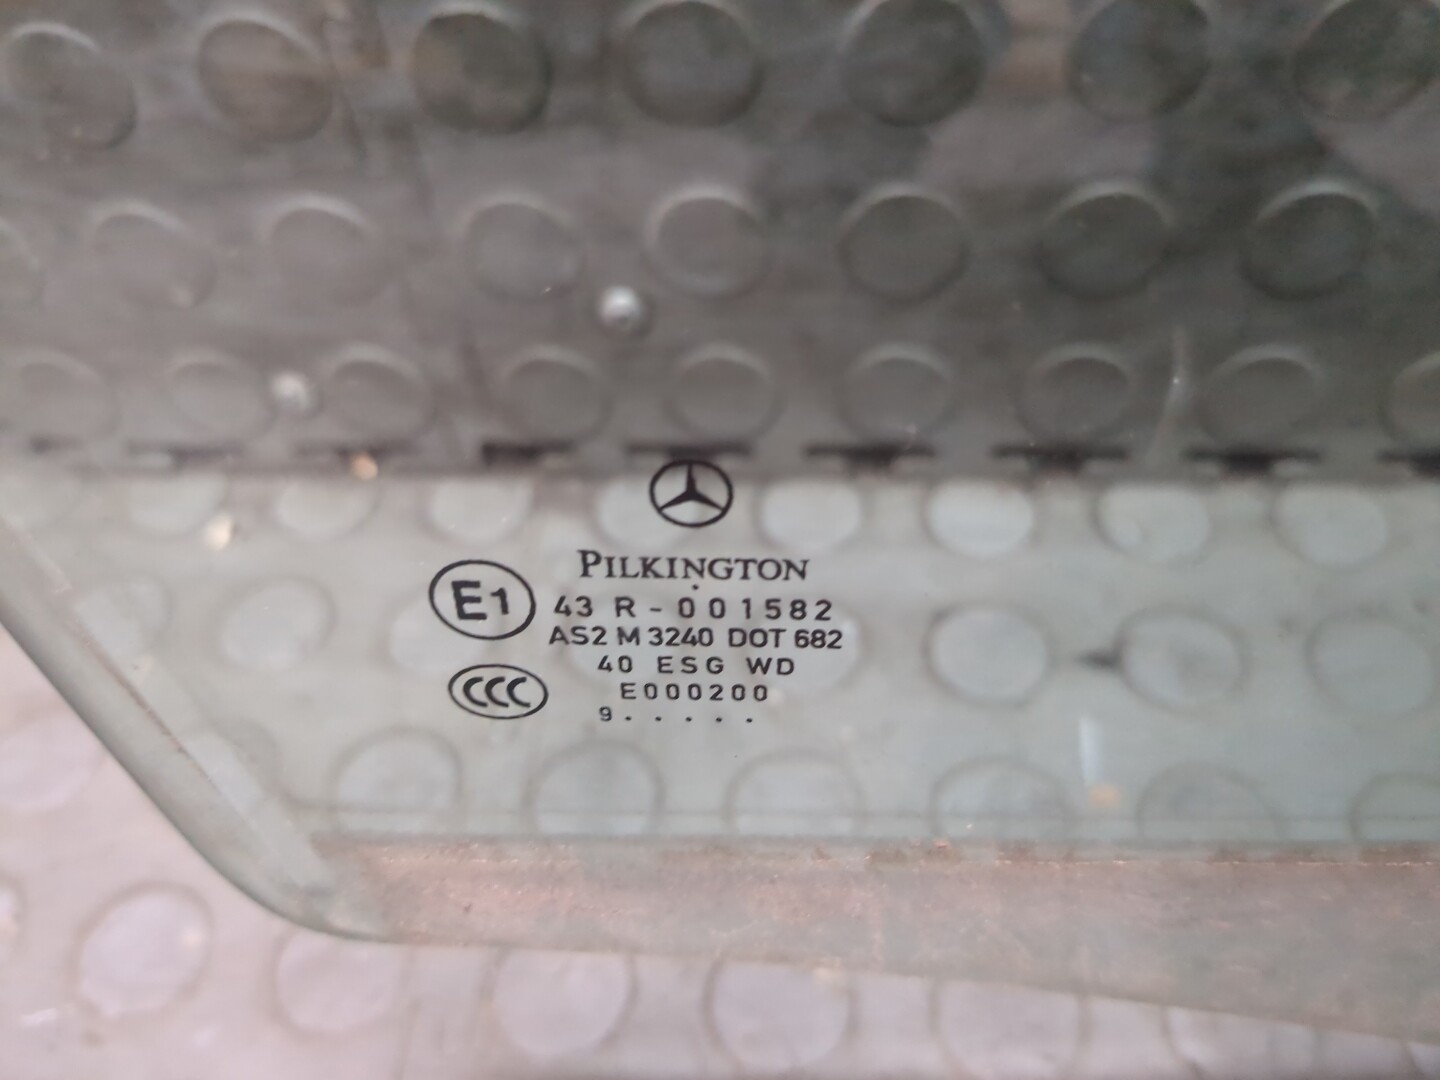 PILKINGTON
E1 43 R - 001582
AS2 M 3240 DOT 682
40 ESG WD
CCC E000200
9 . . . . .